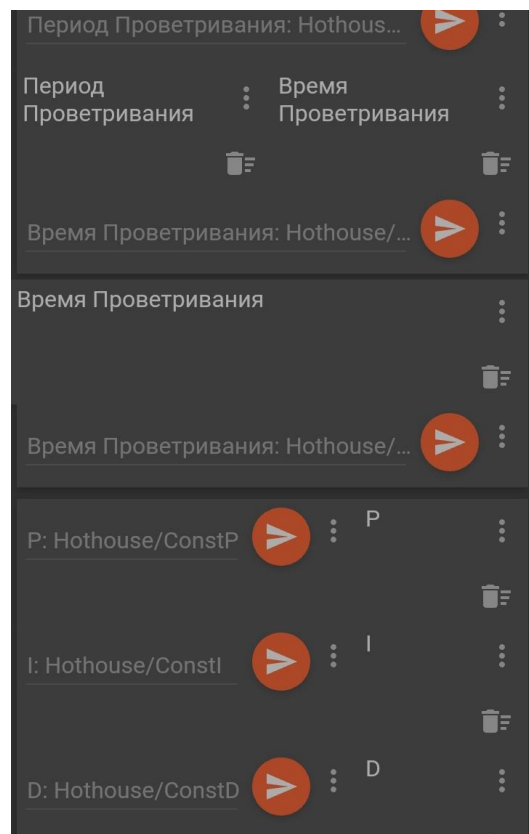 Период Проветривания: Hothous...
Период
Проветривания
Время
Проветривания
Время Проветривания: Hothouse/...
Время Проветривания
Время Проветривания: Hothouse/...
P: Hothouse/ConstP
P
I: Hothouse/ConstI
I
D: Hothouse/ConstD
D